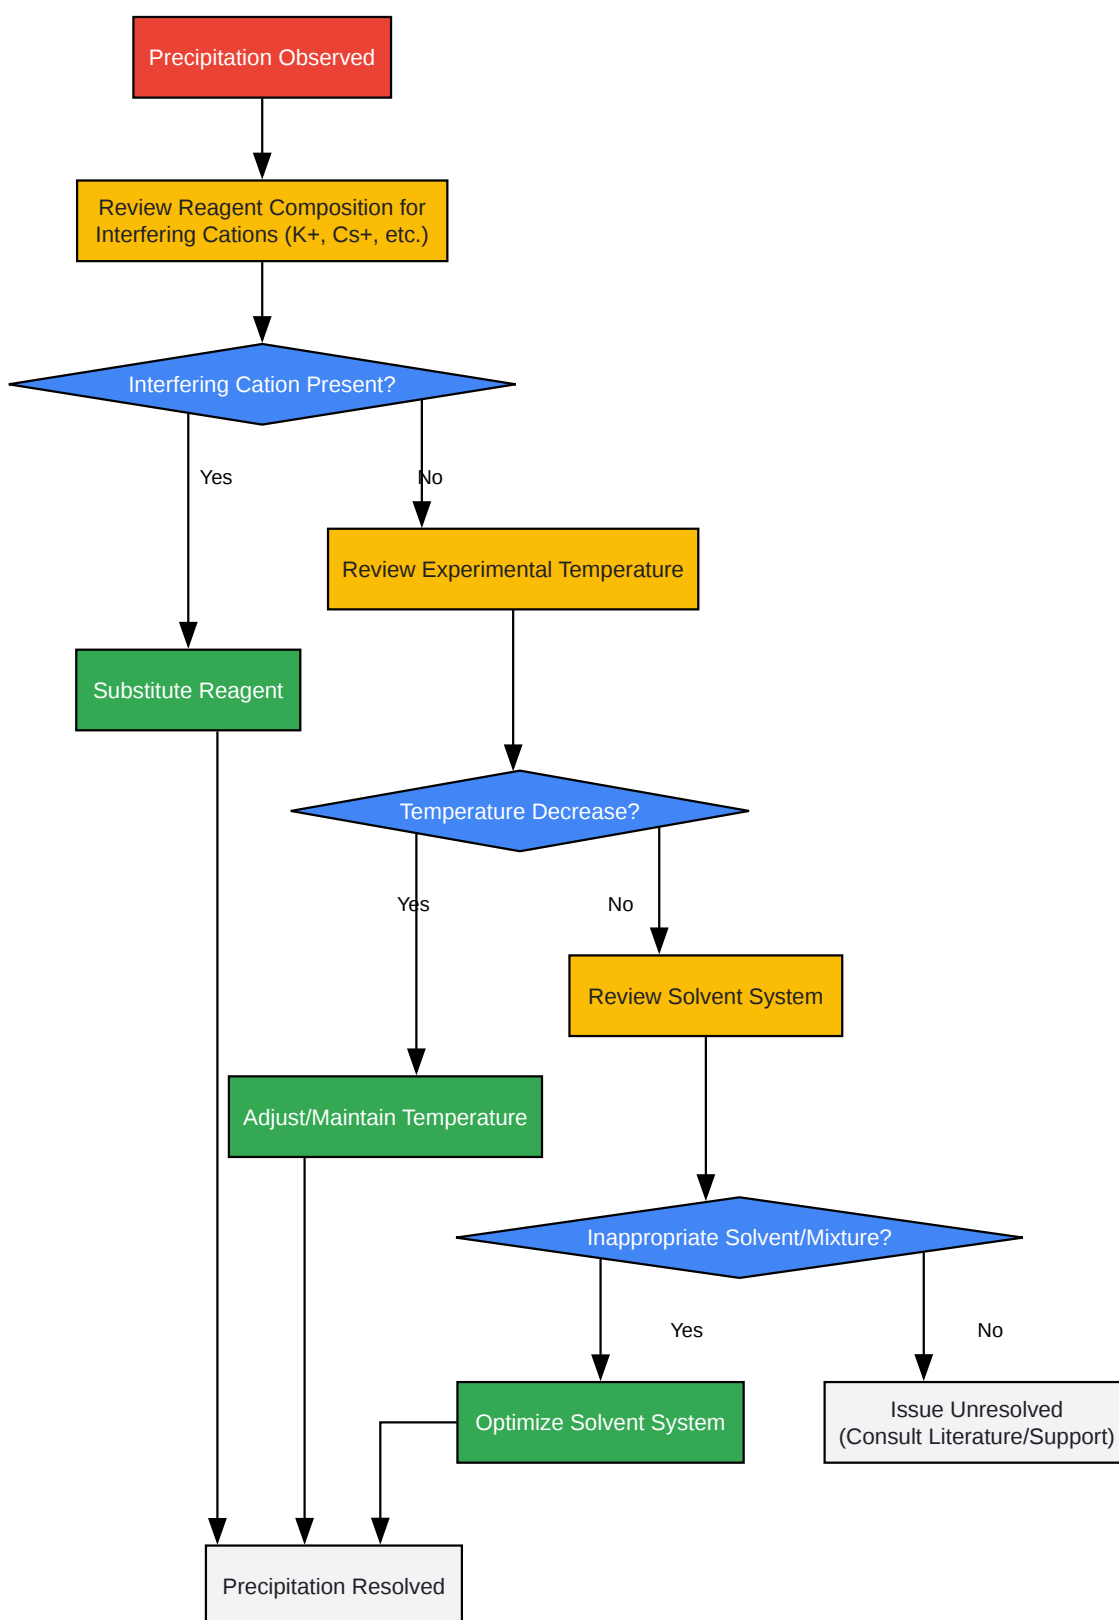 Precipitation Observed
Review Reagent Composition for
Interfering Cations (K+, Cs+, etc.)
Interfering Cation Present?
Yes
No
Review Experimental Temperature
Substitute Reagent
Temperature Decrease?
Yes
No
Review Solvent System
Adjust/Maintain Temperature
Inappropriate Solvent/Mixture?
Yes
No
Optimize Solvent System
Issue Unresolved
(Consult Literature/Support)
Precipitation Resolved